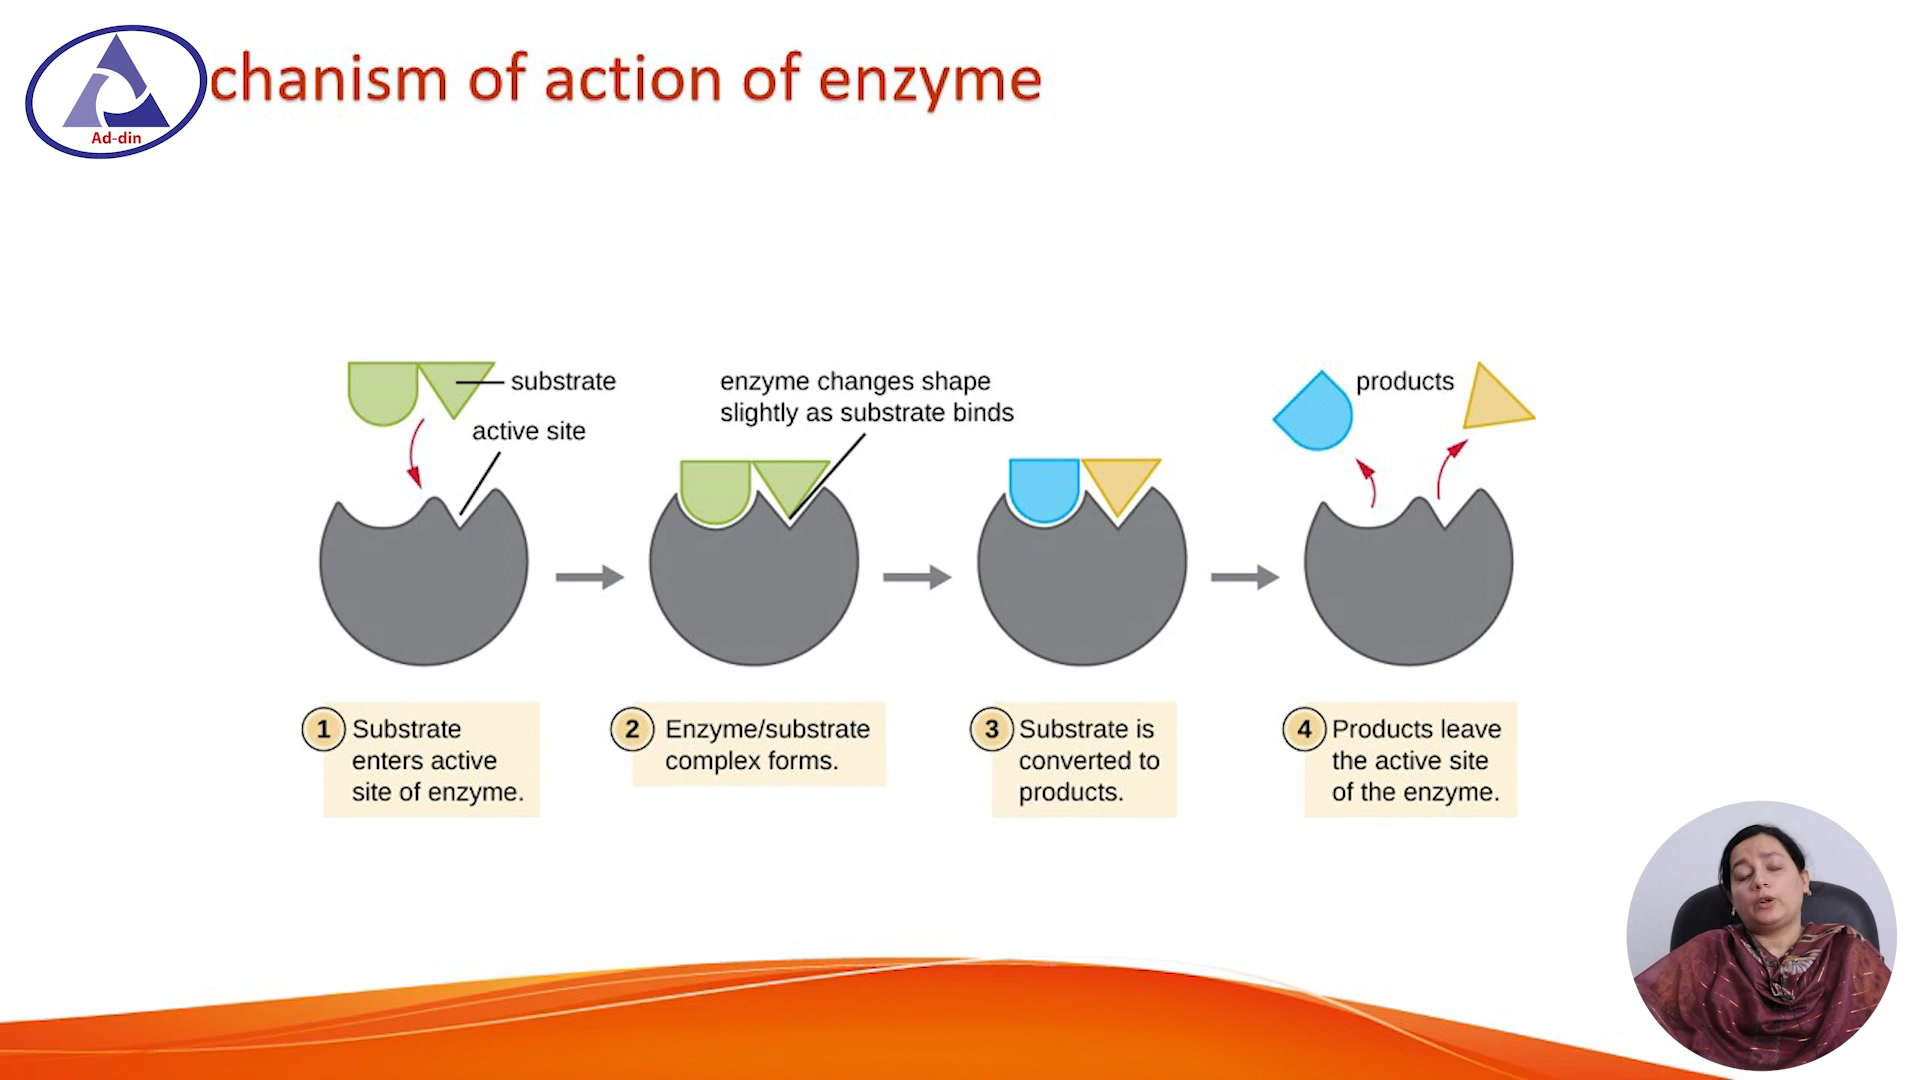 chanism of action of enzyme
Ad-din
substrate
active site
enzyme changes shape
slightly as substrate binds
products
1 Substrate
enters active
site of enzyme.
2 Enzyme/substrate
complex forms.
3 Substrate is
converted to
products.
4 Products leave
the active site
of the enzyme.